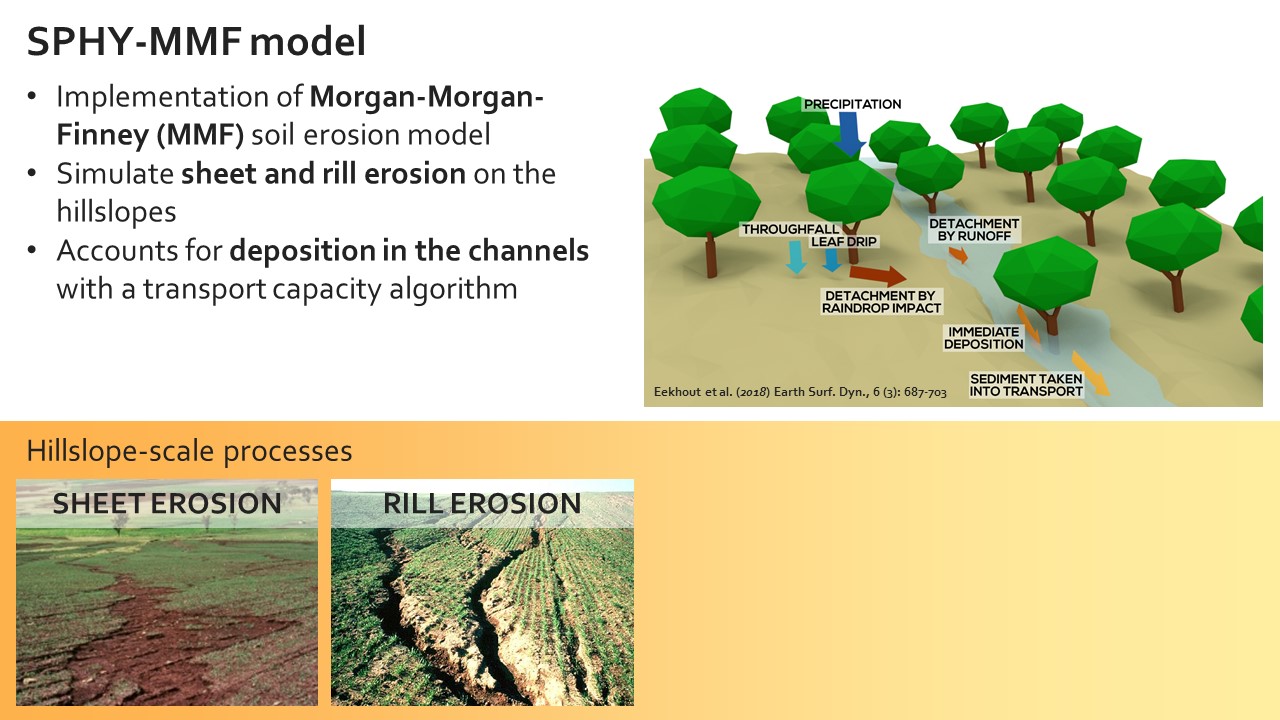 SPHY-MMF model
• Implementation of Morgan-Morgan-
Finney (MMF) soil erosion model
• Simulate sheet and rill erosion on the
hillslopes
• Accounts for deposition in the channels
with a transport capacity algorithm
PRECIPITATION
THROUGHFALL
LEAF DRIP
DETACHMENT
BY RUNOFF
DETACHMENT BY
RAINDROP IMPACT
IMMEDIATE
DEPOSITION
SEDIMENT TAKEN
INTO TRANSPORT
Eekhout et al. (2018) Earth Surf. Dyn., 6 (3): 687-703
Hillslope-scale processes
SHEET EROSION
RILL EROSION